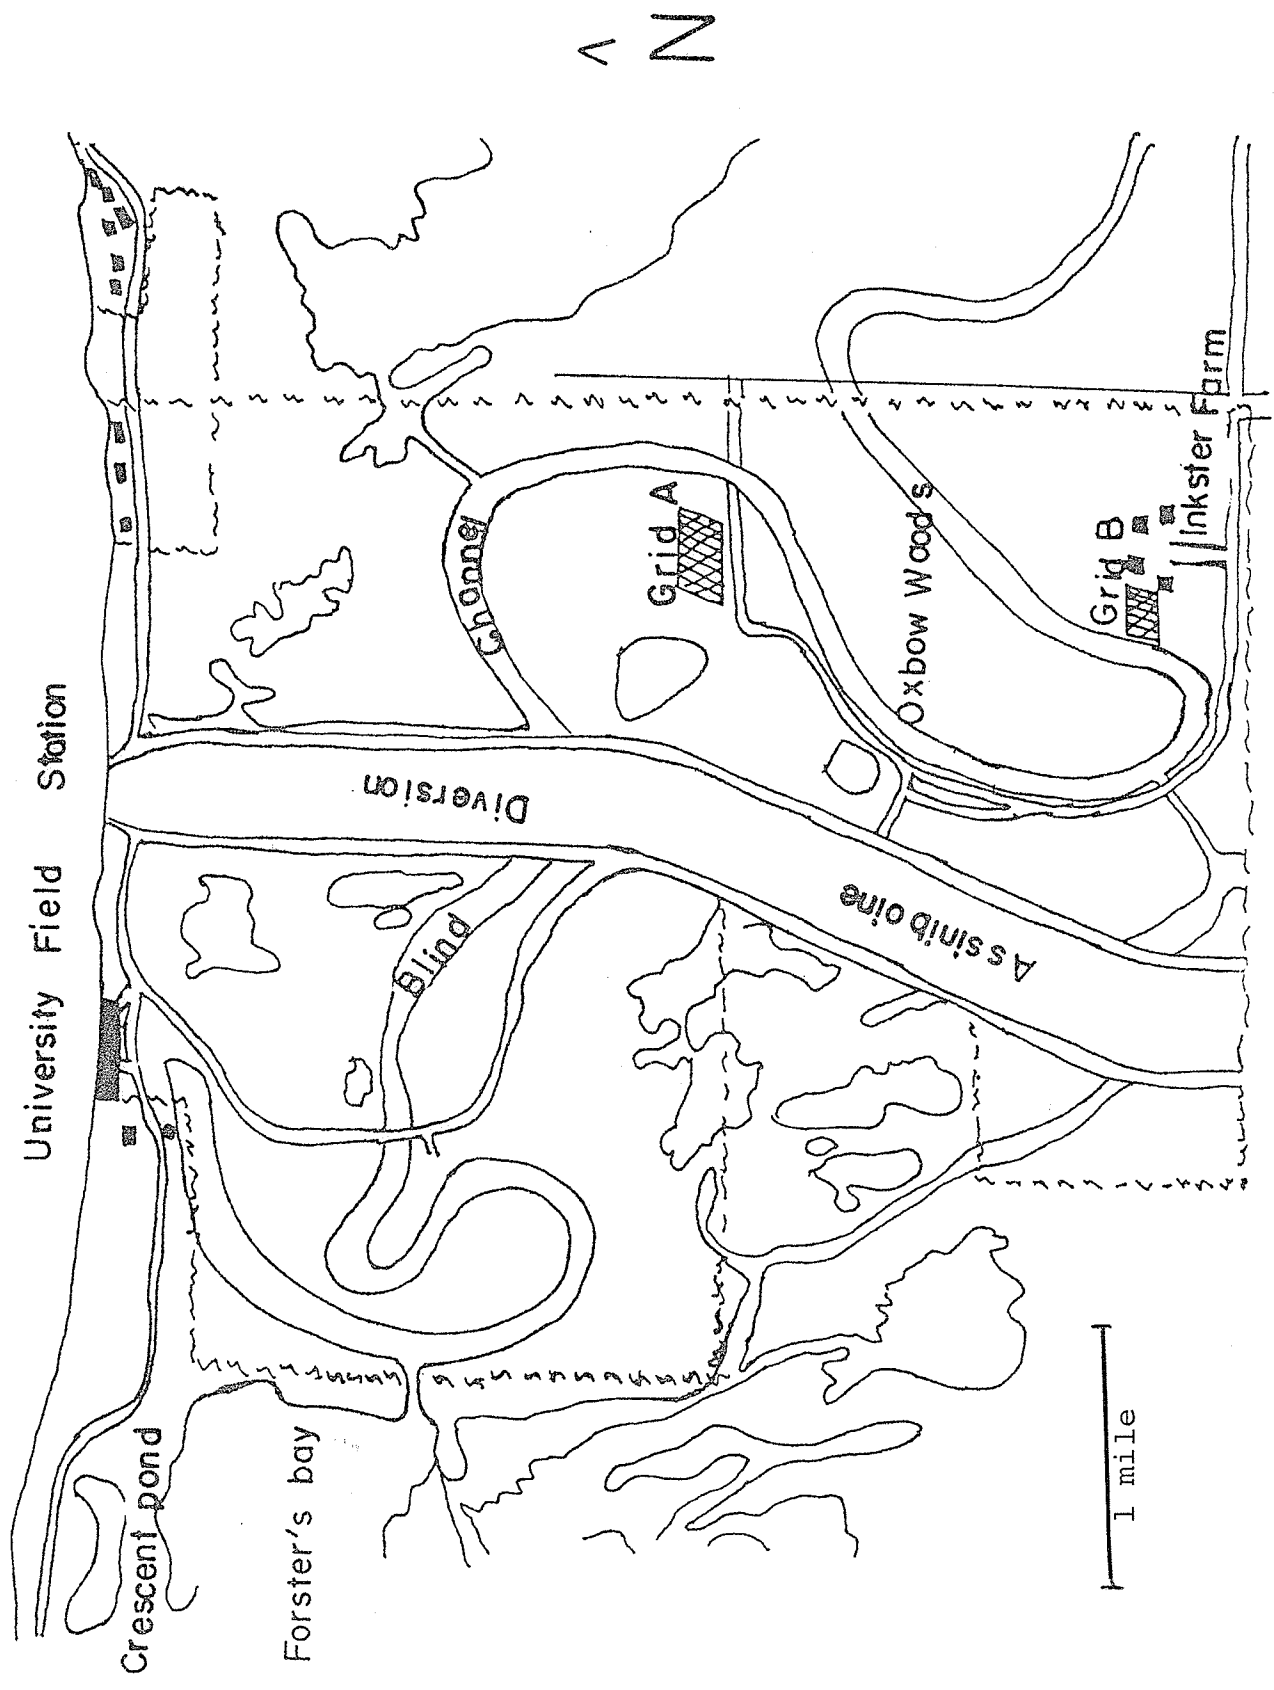 N
University Field Station
Crescent pond
Forster's bay
Blind
Channel
Assiniboine
Diversion
Grid A
Oxbow Woods
Grid B
Inkster Farm
1 mile